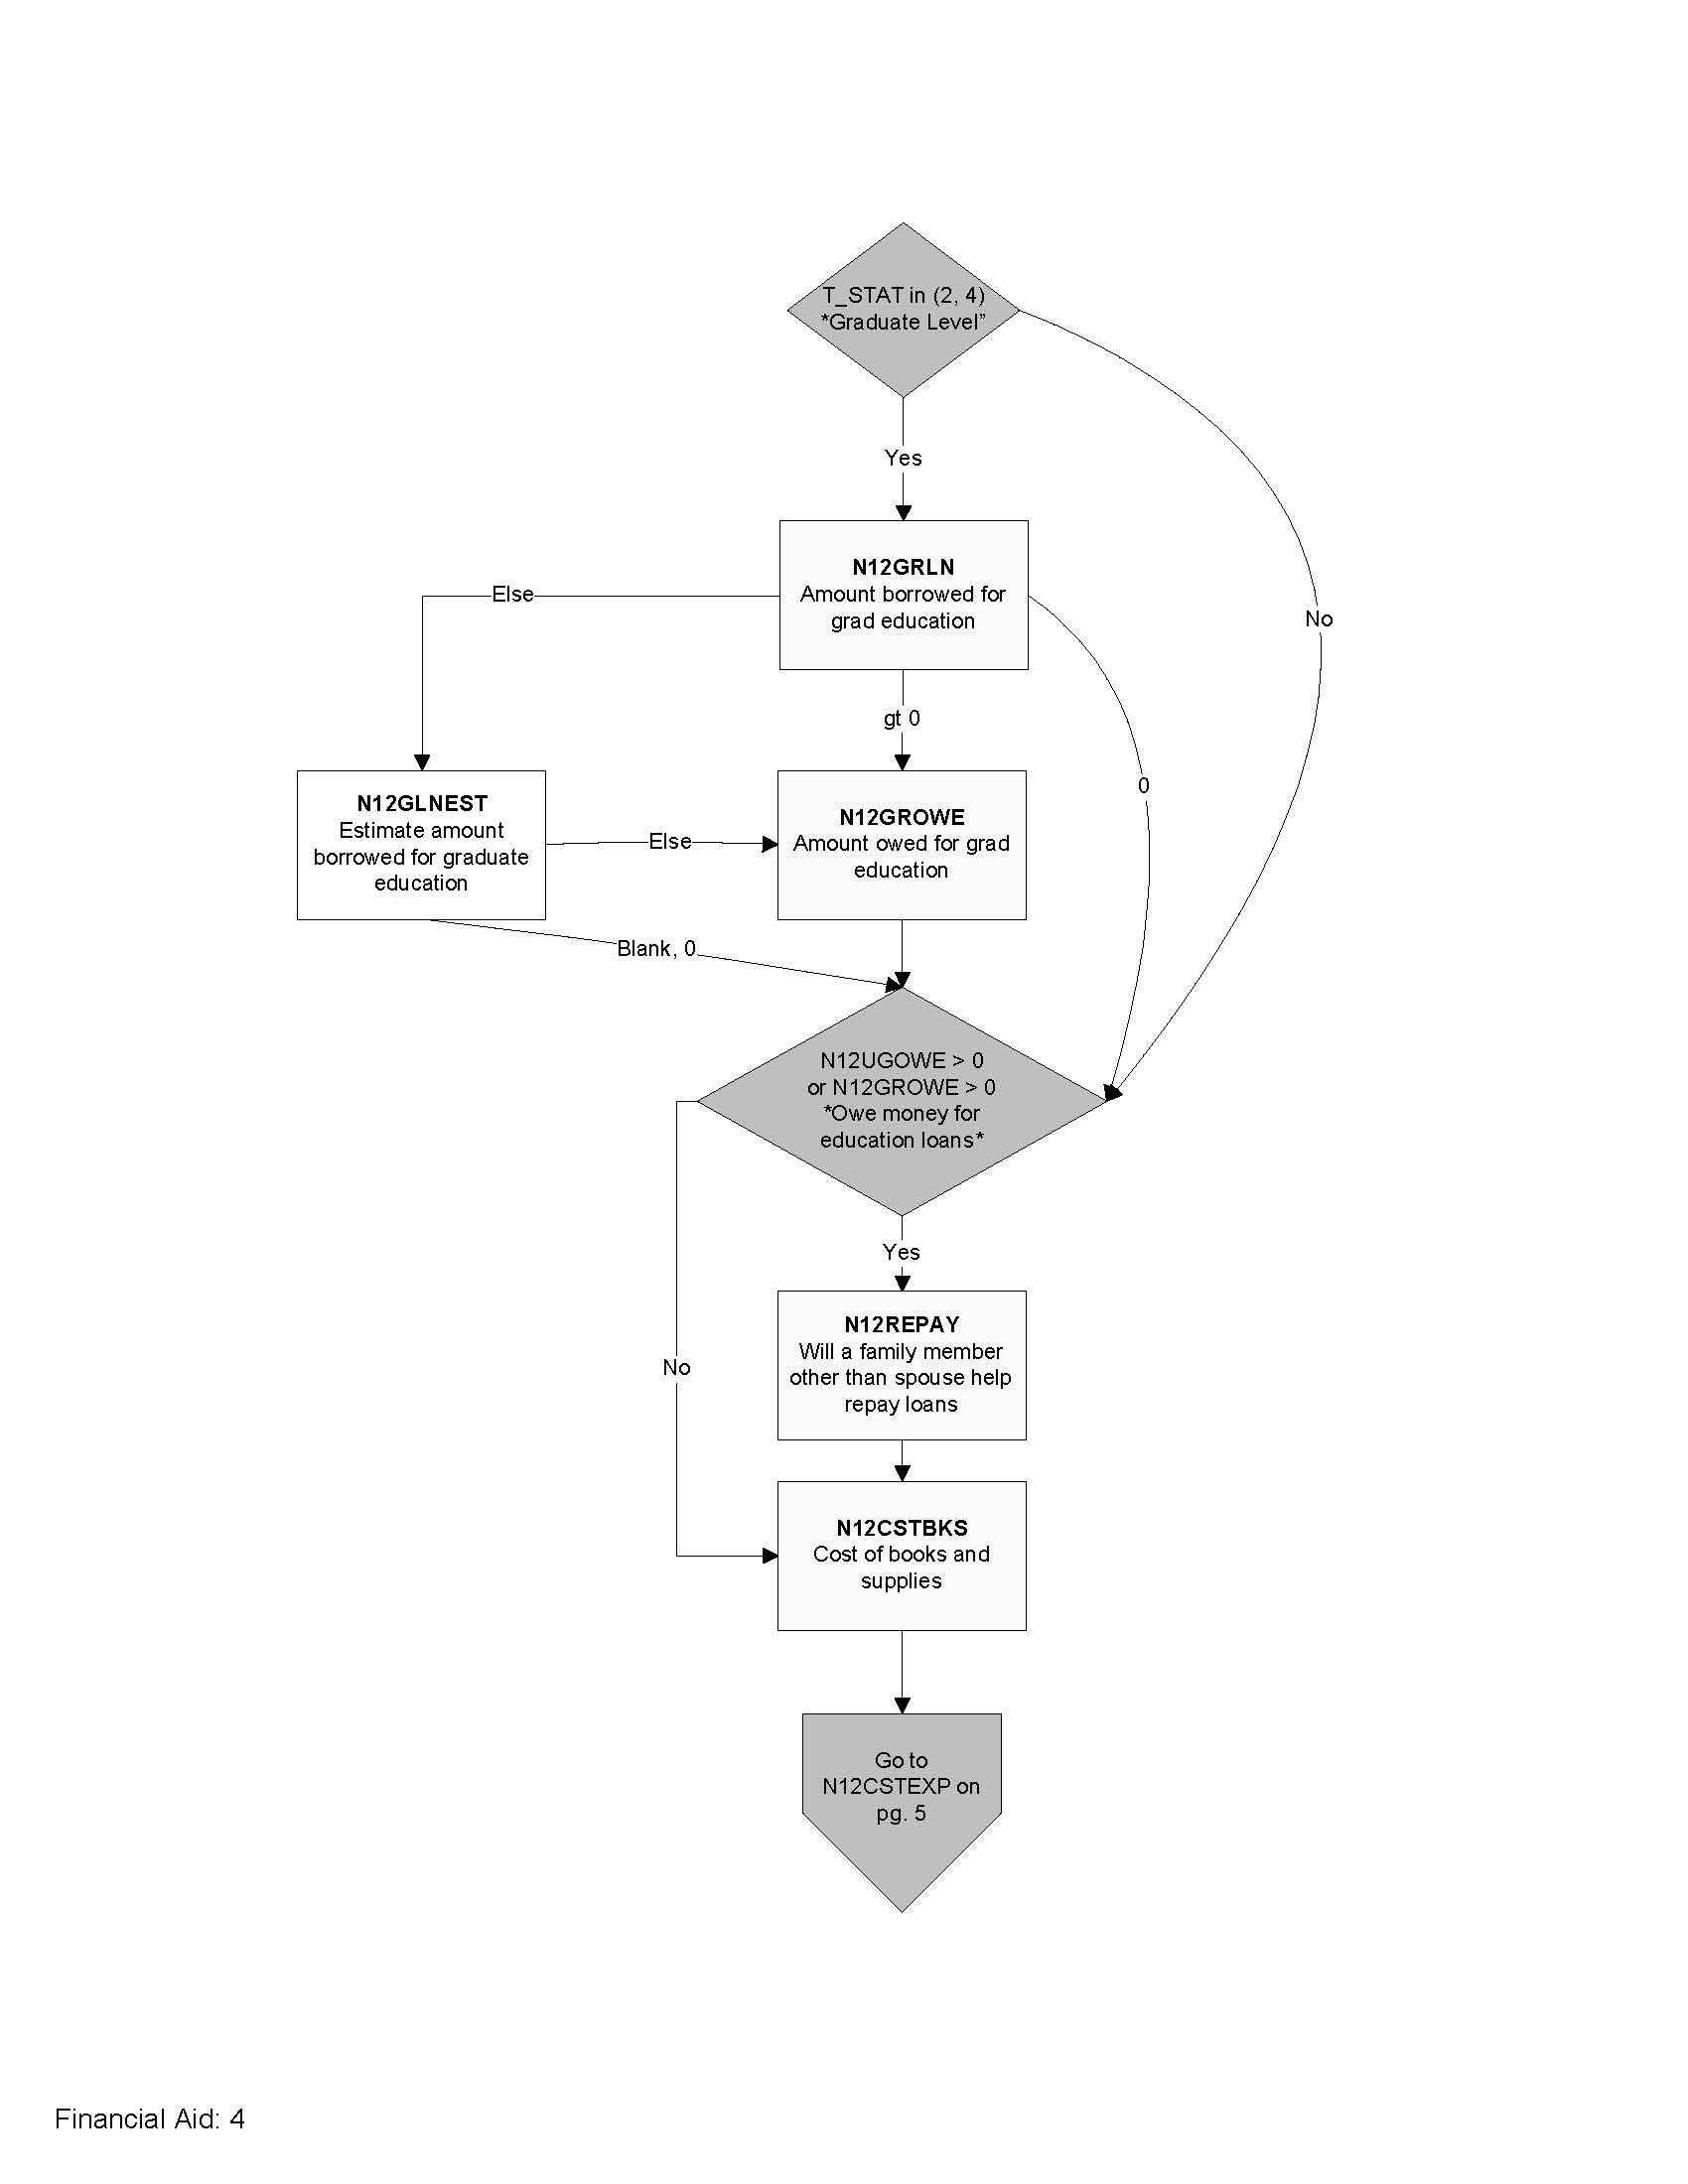 T_STAT in (2, 4)
*Graduate Level”
Yes
N12GRLN
Amount borrowed for
grad education
Else
No
gt 0
0
N12GLNEST
Estimate amount
borrowed for graduate
education
Else
N12GROWE
Amount owed for grad
education
Blank, 0
N12UGOWE > 0
or N12GROWE > 0
*Owe money for
education loans*
Yes
N12REPAY
Will a family member
other than spouse help
repay loans
No
N12CSTBKS
Cost of books and
supplies
Go to
N12CSTEXP on
pg. 5
Financial Aid: 4